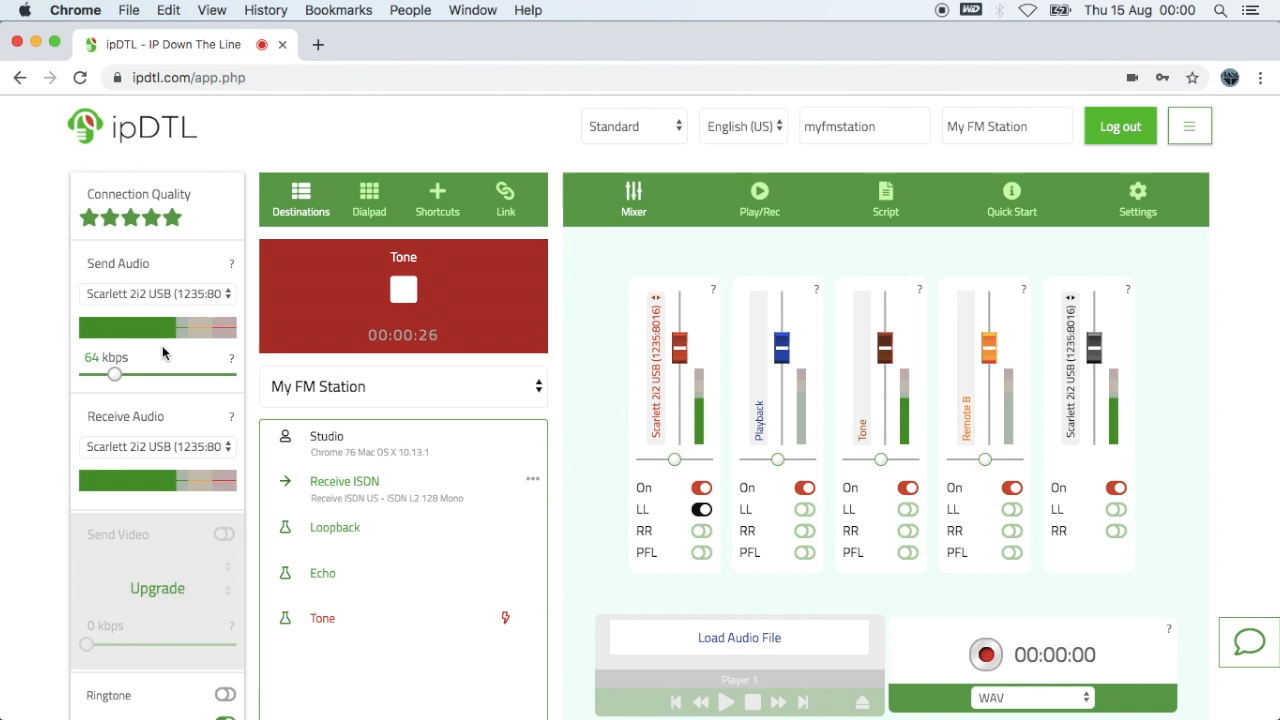 Chrome File Edit View History Bookmarks People Window Help WD Thu 15 Aug 00:00
ipDTL - IP Down The Line
ipdtl.com/app.php
ipDTL
Standard
English (US)
myfmstation
My FM Station
Log out
Connection Quality
Send Audio ?
Scarlett 2i2 USB (1235:80
64 kbps ?
Receive Audio ?
Scarlett 2i2 USB (1235:80
Send Video
Upgrade
0 kbps ?
Ringtone
Destinations Dialpad Shortcuts Link
Tone
00:00:26
My FM Station
Studio
Chrome 76 Mac OS X 10.13.1
Receive ISDN
Receive ISDN US - ISDN L2 128 Mono
Loopback
Echo
Tone
Mixer Play/Rec Script Quick Start Settings
? ? ? ? ?
Scarlett 2i2 USB (1235:8016)
Playback
Tone
Remote B
Scarlett 2i2 USB (1235:8016)
On On On On On
LL LL LL LL LL
RR RR RR RR RR
PFL PFL PFL PFL
Load Audio File
Player 1
?
00:00:00
WAV